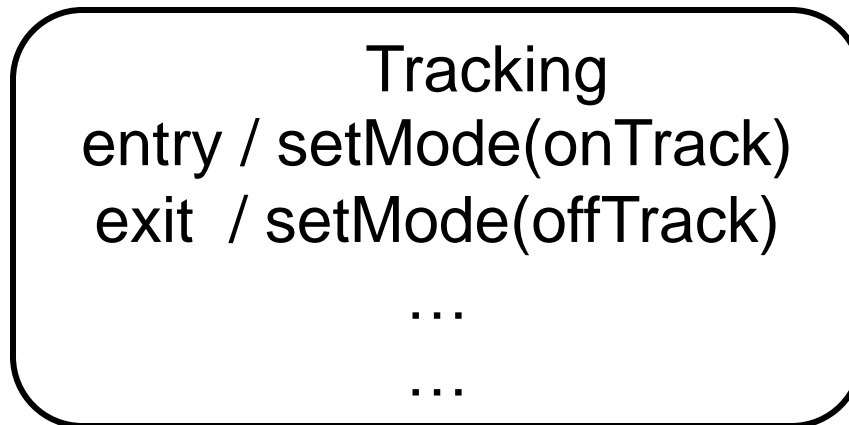 Tracking
entry / setMode(onTrack)
exit / setMode(offTrack)
…
…